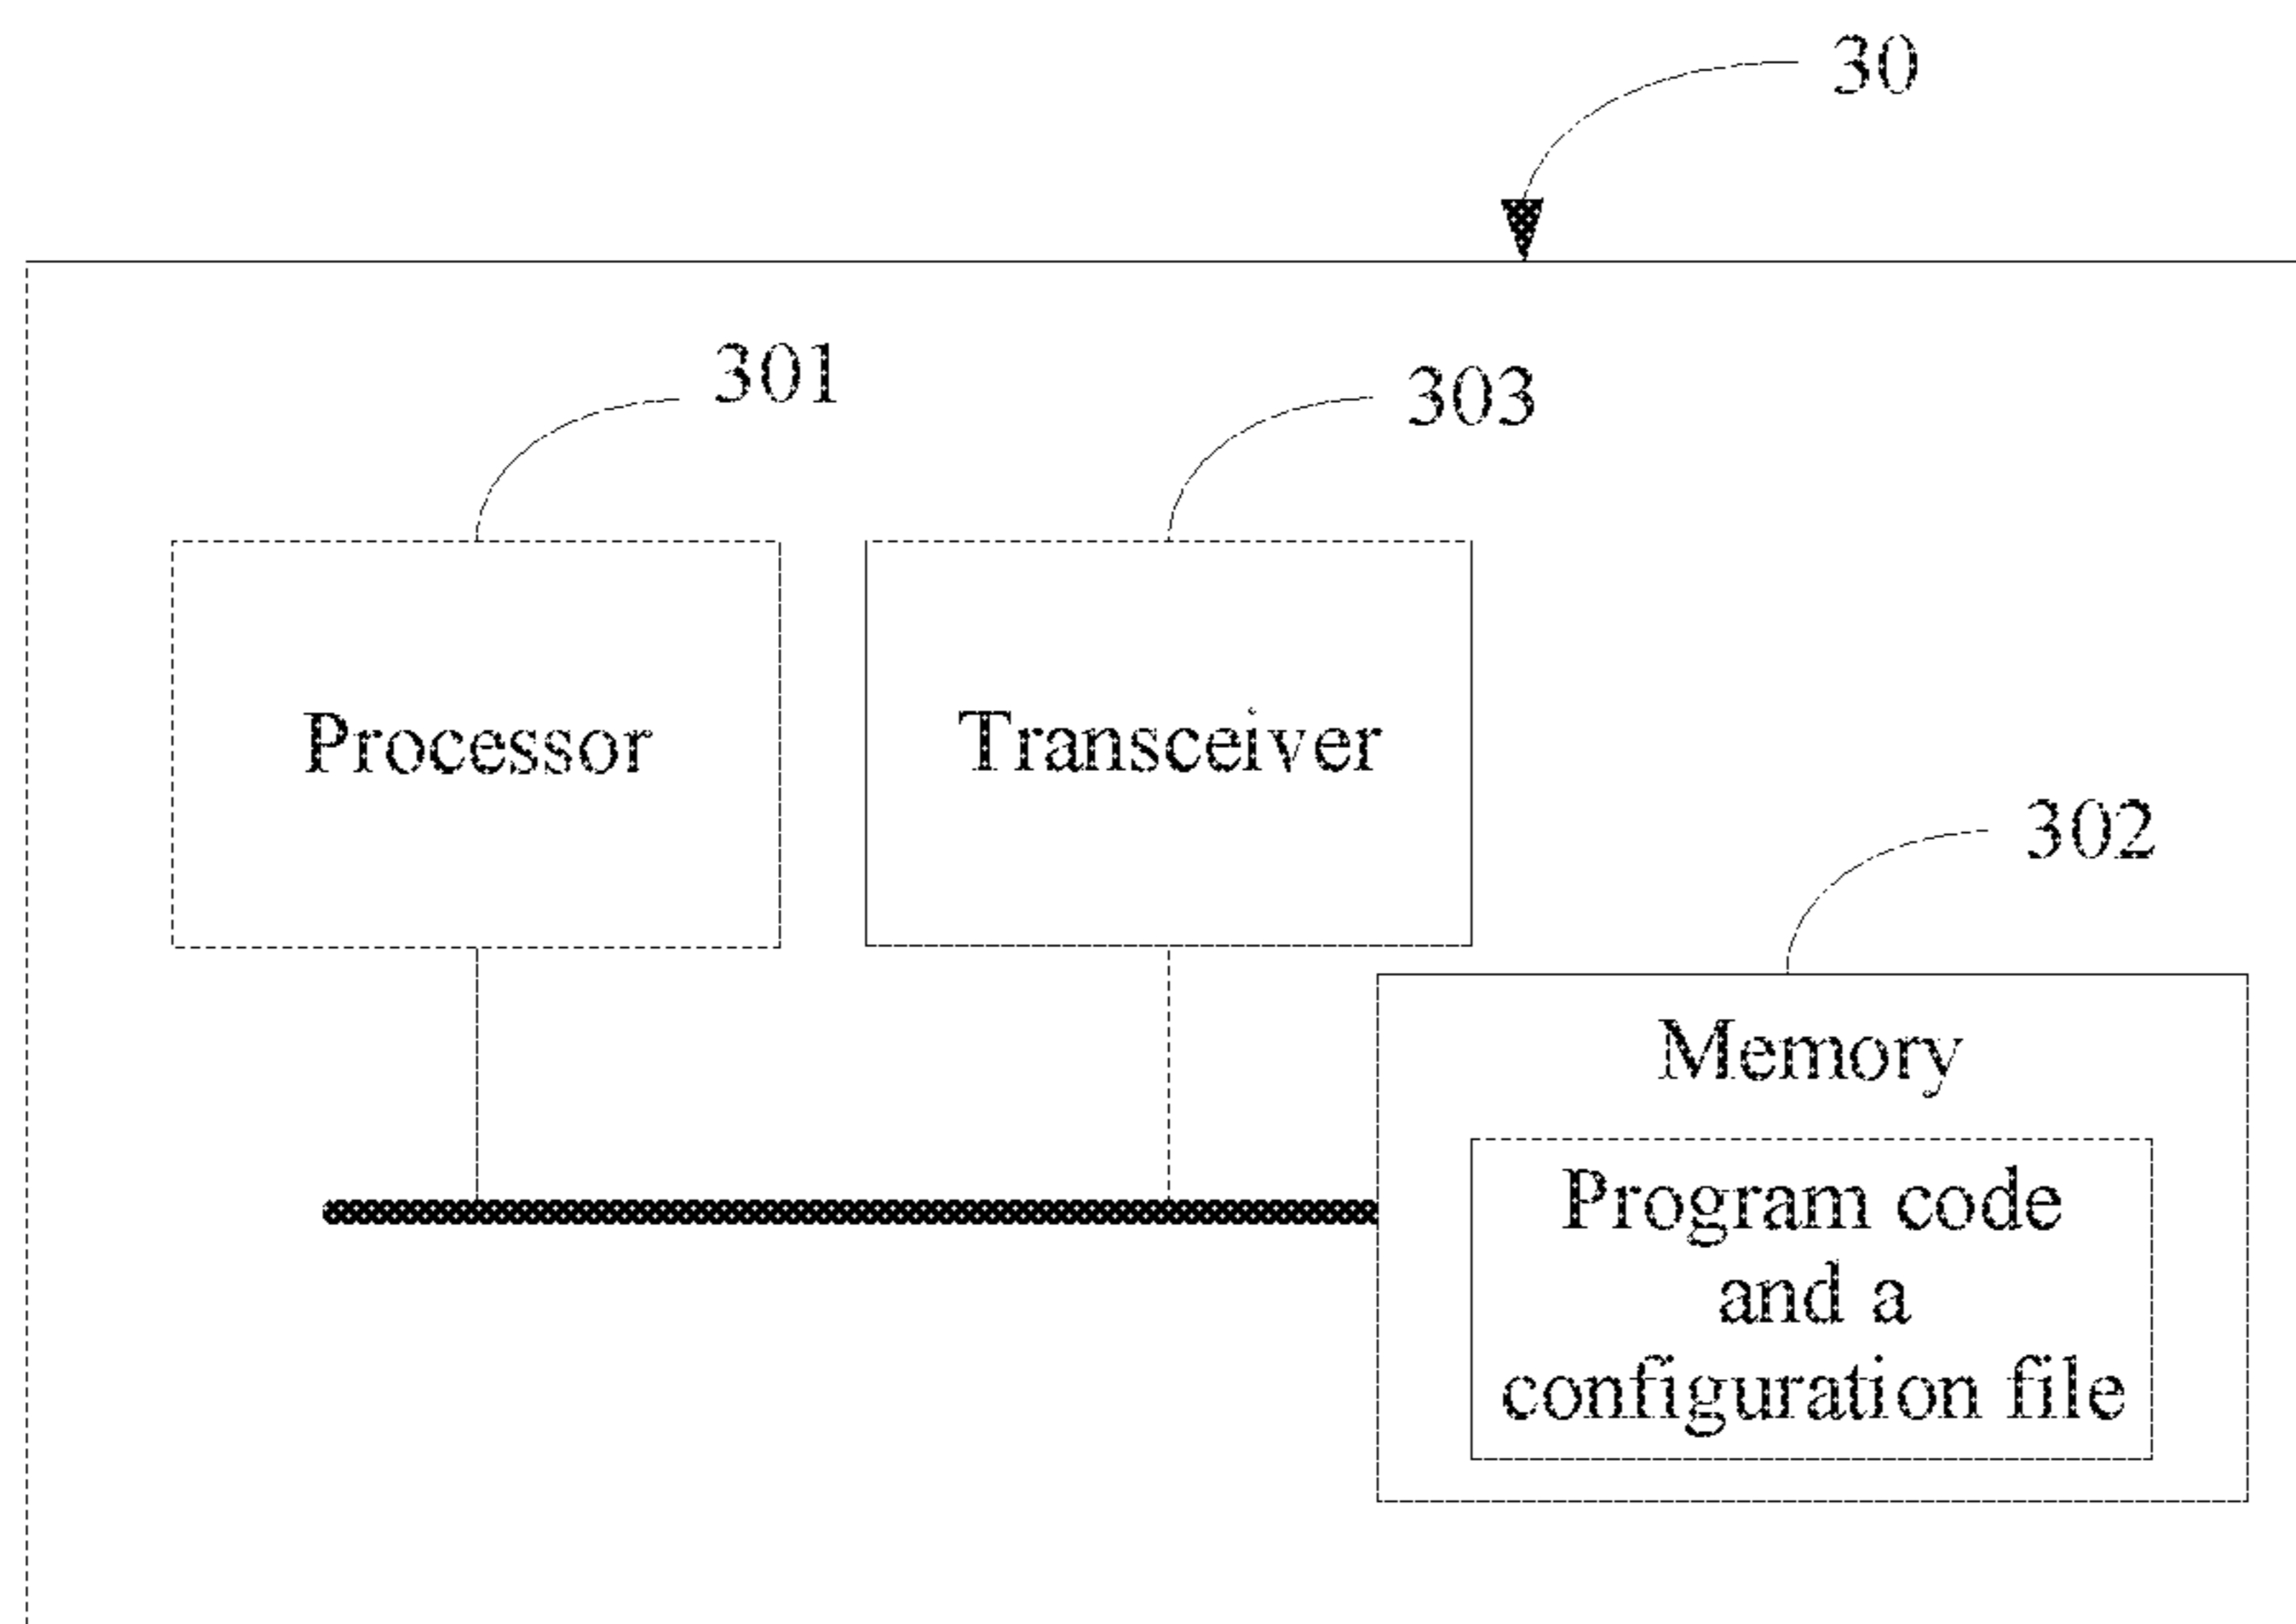 30
301
303
Processor
Transceiver
302
Memory
Program code
and a
configuration file